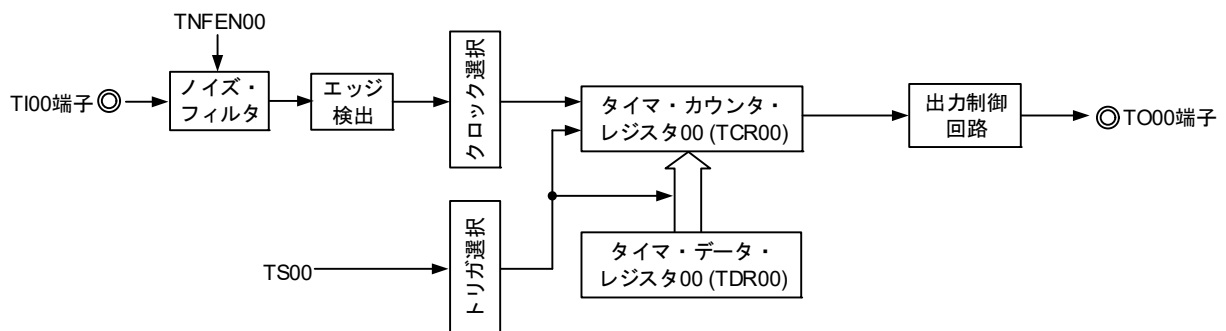 TNFEN00
TI00端子
ノイズ・
フィルタ
エッジ
検出
クロック選択
タイマ・カウンタ・
レジスタ00 (TCR00)
出力制御
回路
TO00端子
TS00
トリガ選択
タイマ・データ・
レジスタ00 (TDR00)